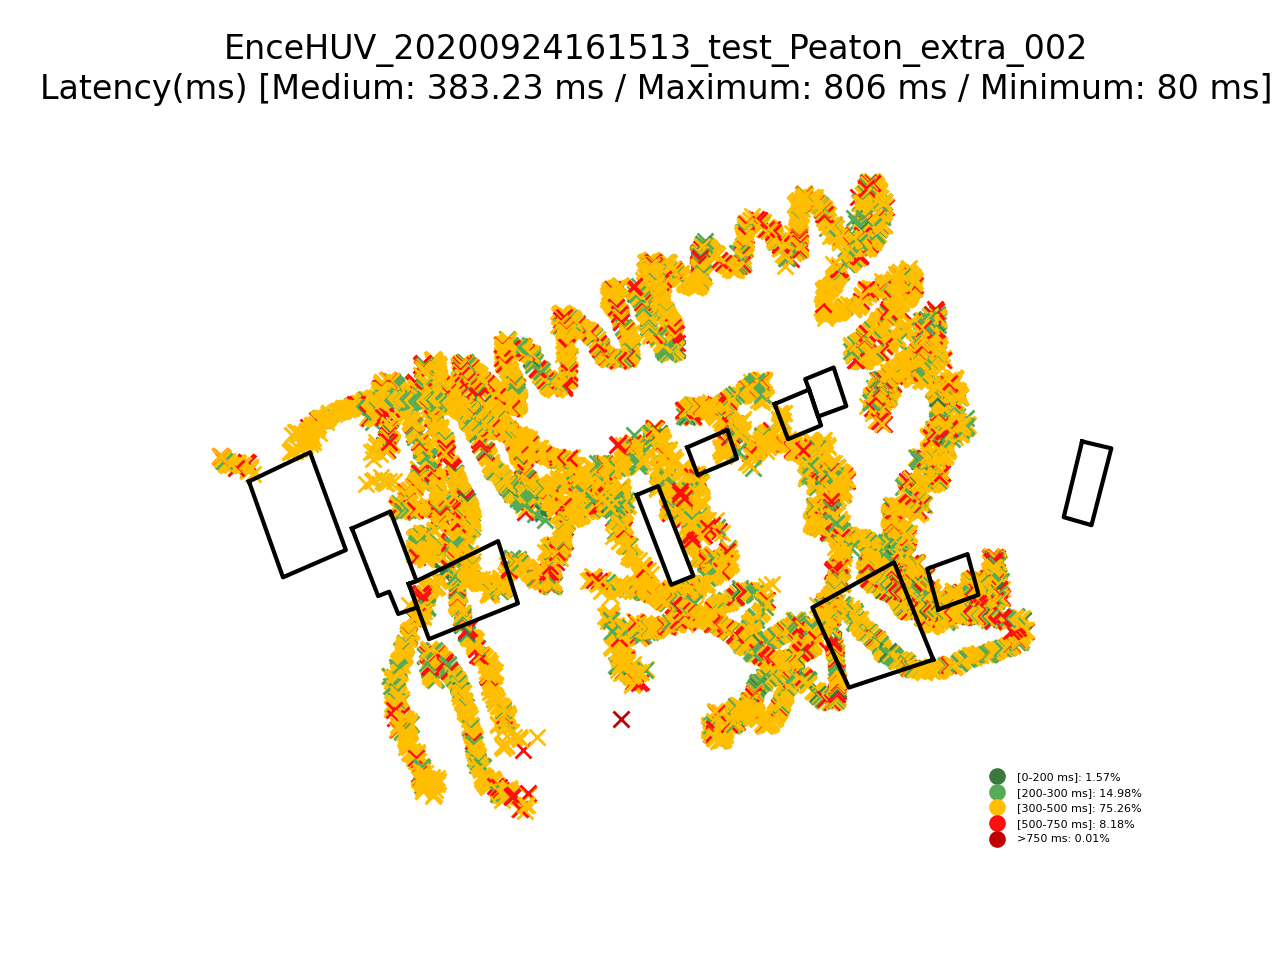 EnceHUV_20200924161513_test_Peaton_extra_002
Latency(ms) [Medium: 383.23 ms / Maximum: 806 ms / Minimum: 80 ms]
[0-200 ms]: 1.57%
[200-300 ms]: 14.98%
[300-500 ms]: 75.26%
[500-750 ms]: 8.18%
>750 ms: 0.01%